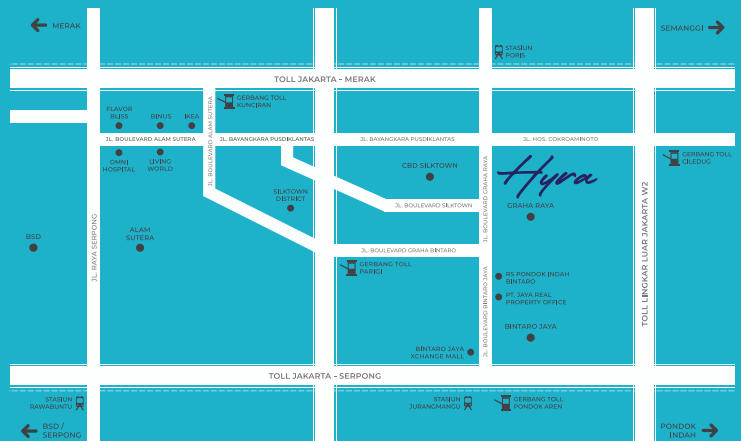 MERAK
SEMANGGI
STASIUN
PORIS
TOLL JAKARTA - MERAK
GERBANG TOLL
KUNCIRAN
FLAVOR
BLISS
BINUS
IKEA
JL. BOULEVARD ALAM SUTERA
JL. BAYANGKARA PUSDIKLANTAS
JL. BAYANGKARA PUSDIKLANTAS
JL. HOS. COKROAMINOTO
JL. BOULEVARD ALAM SUTERA
OMNI
HOSPITAL
LIVING
WORLD
GERBANG TOLL
CILEDUG
CBD SILKTOWN
Hyra
SILKTOWN
DISTRICT
JL. BOULEVARD SILKTOWN
JL. BOULEVARD GRAHA RAYA
GRAHA RAYA
BSD
ALAM
SUTERA
JL. RAYA SERPONG
JL. BOULEVARD GRAHA BINTARO
TOLL LINGKAR LUAR JAKARTA W2
GERBANG TOLL
PARIGI
RS PONDOK INDAH
BINTARO
PT. JAYA REAL
PROPERTY OFFICE
JL. BOULEVARD BINTARO JAYA
BINTARO JAYA
BINTARO JAYA
XCHANGE MALL
TOLL JAKARTA - SERPONG
STASIUN
RAWABUNTU
STASIUN
JURANGMANGU
GERBANG TOLL
PONDOK AREN
BSD /
SERPONG
PONDOK
INDAH